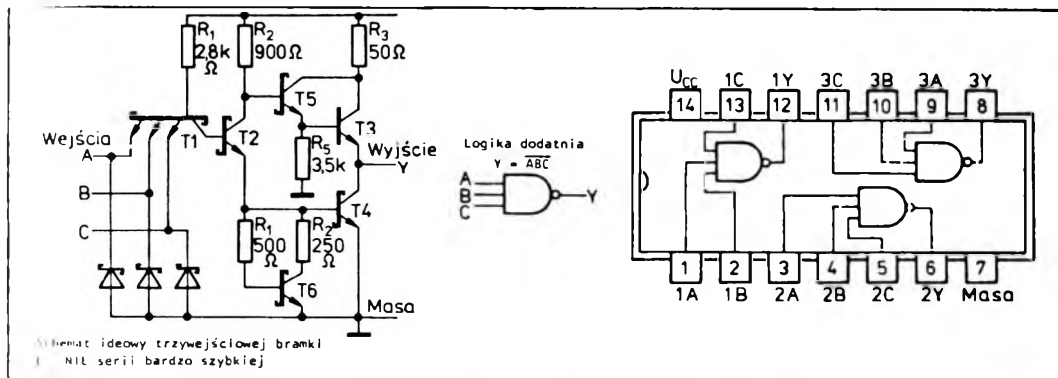 R1
2,8k
Ω
R2
900Ω
R3
50Ω
T5
T2
T3
T1
Wejścia
A
B
C
R5
3,5k
Wyjście
Y
T4
R1
500
Ω
R2
250
Ω
T6
Masa
ideowy trzywejściowej bramki
serii bardzo szybkiej
Logika dodatnia
Y = ABC
A
B
C
Y
UCC 1C 1Y 3C 3B 3A 3Y
14 13 12 11 10 9 8
1 2 3 4 5 6 7
1A 1B 2A 2B 2C 2Y Masa